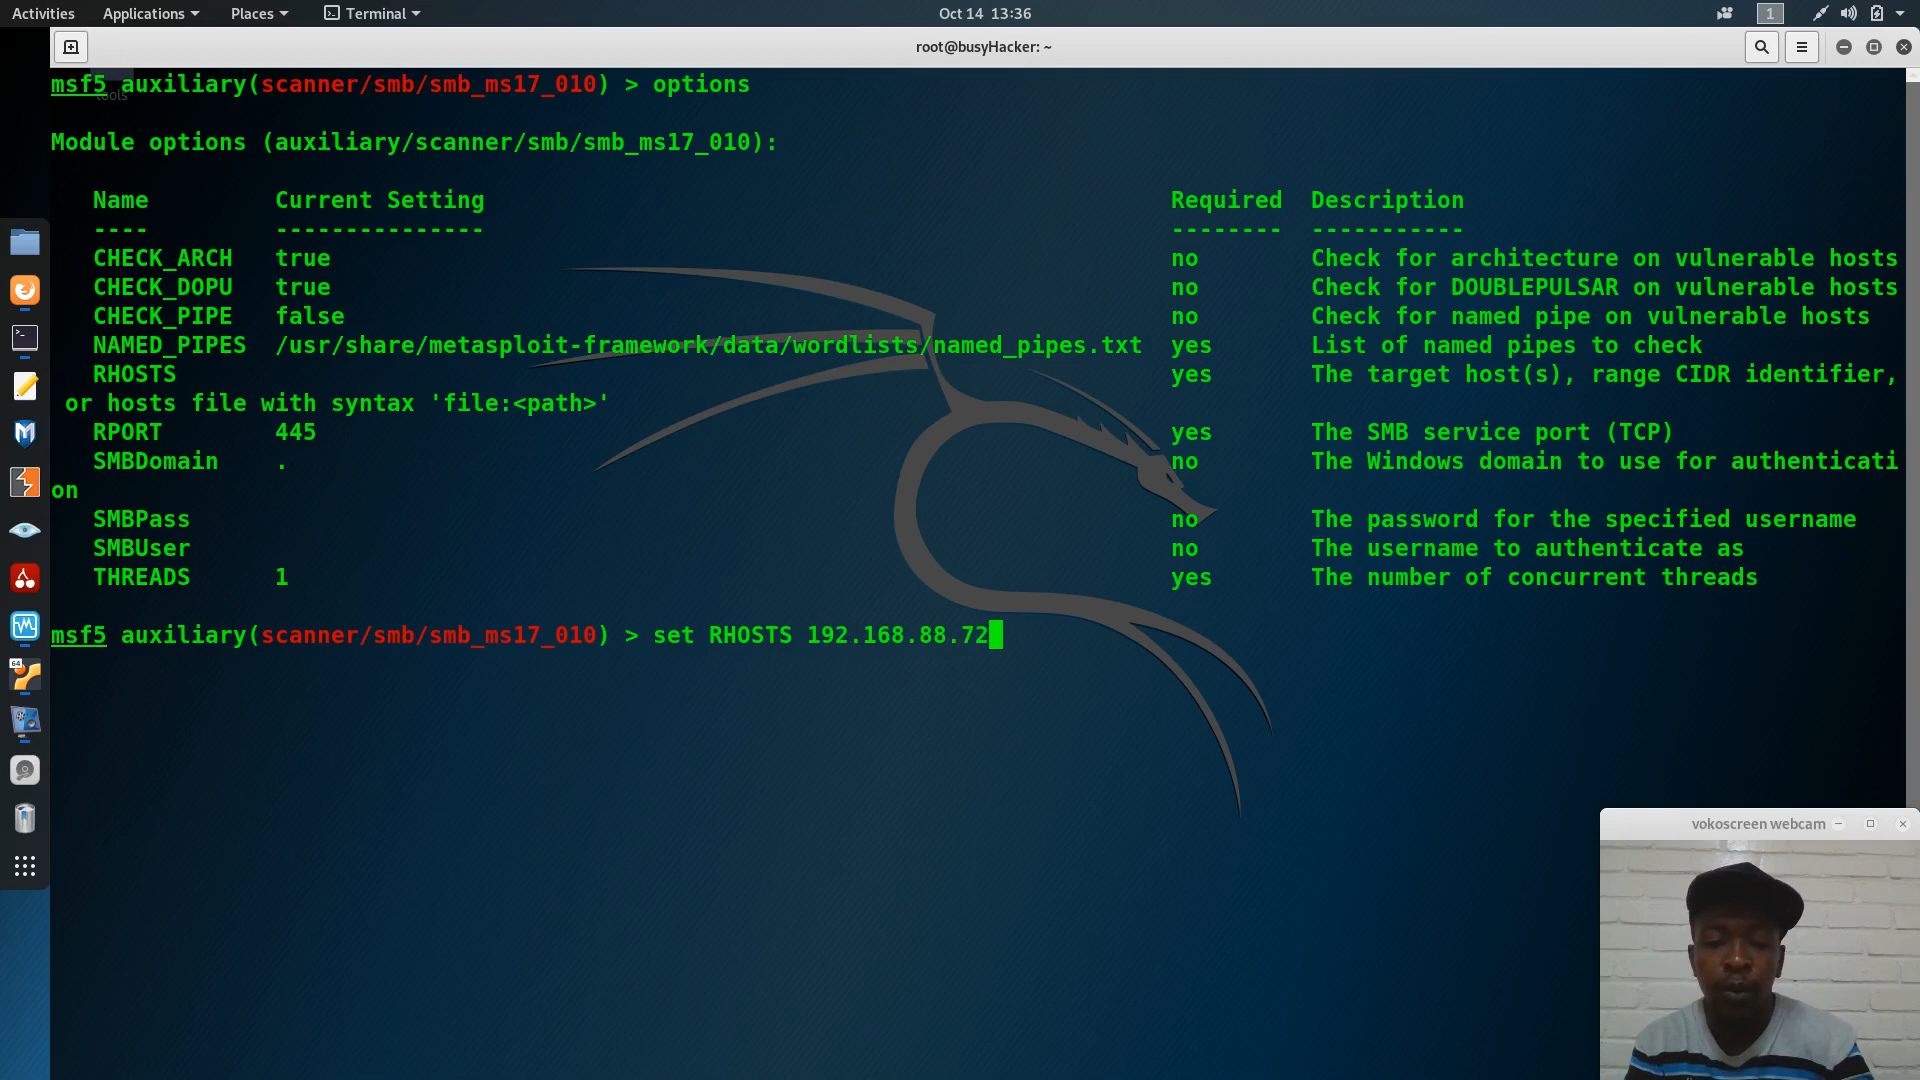 Activities Applications Places Terminal Oct 14 13:36 1
root@busyHacker: ~
msf5 auxiliary(scanner/smb/smb_ms17_010) > options
tools
Module options (auxiliary/scanner/smb/smb_ms17_010):
Name Current Setting Required Description
---- --------------- -------- -----------
CHECK_ARCH true no Check for architecture on vulnerable hosts
CHECK_DOPU true no Check for DOUBLEPULSAR on vulnerable hosts
CHECK_PIPE false no Check for named pipe on vulnerable hosts
NAMED_PIPES /usr/share/metasploit-framework/data/wordlists/named_pipes.txt yes List of named pipes to check
RHOSTS yes The target host(s), range CIDR identifier,
or hosts file with syntax 'file:<path>'
RPORT 445 yes The SMB service port (TCP)
SMBDomain . no The Windows domain to use for authenticati
on
SMBPass no The password for the specified username
SMBUser no The username to authenticate as
THREADS 1 yes The number of concurrent threads
msf5 auxiliary(scanner/smb/smb_ms17_010) > set RHOSTS 192.168.88.72
64
vokoscreen webcam